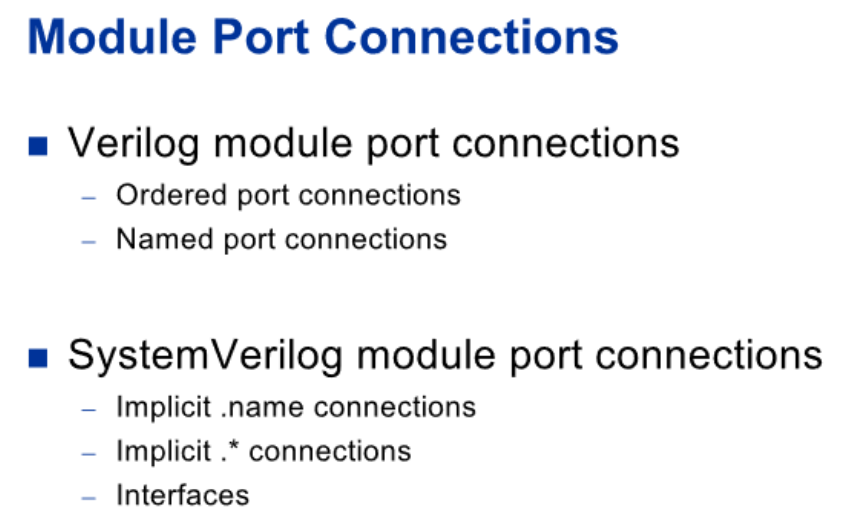 Module Port Connections
Verilog module port connections
– Ordered port connections
– Named port connections
SystemVerilog module port connections
– Implicit .name connections
– Implicit .* connections
– Interfaces